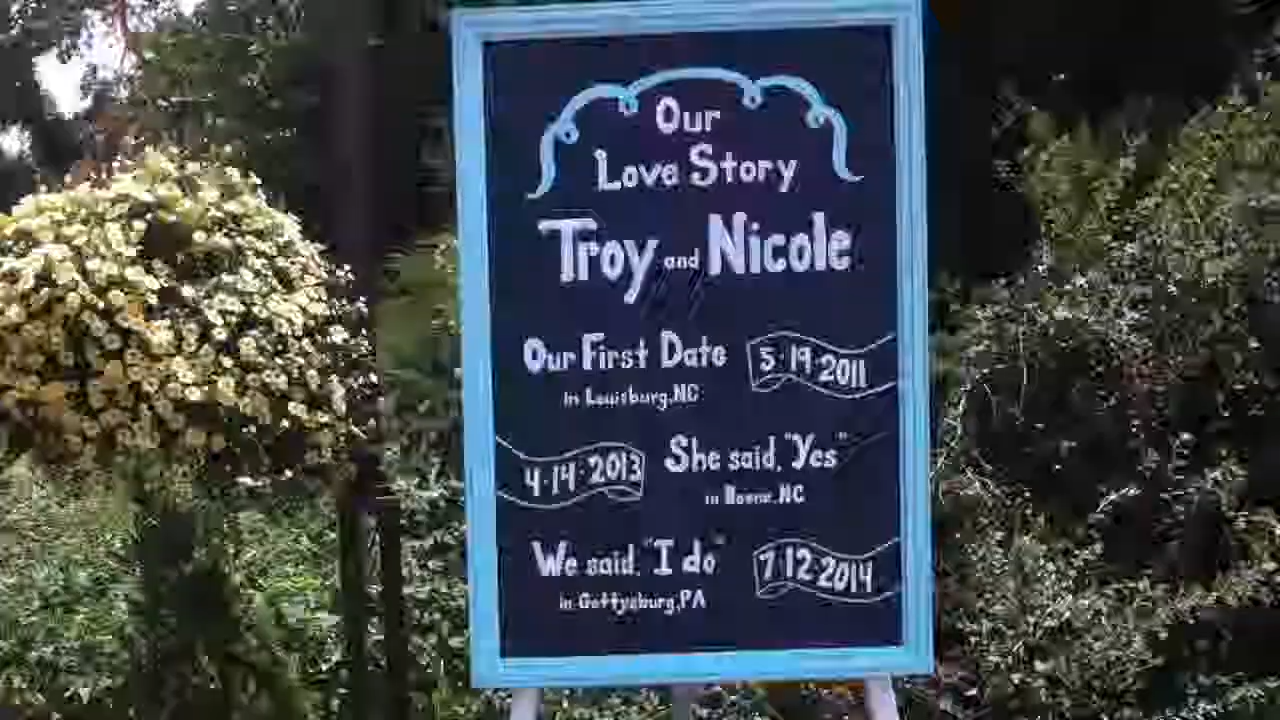 Our
Love Story
Troy and Nicole
Our First Date 5·19·2011
in Louisburg, NC
4·14·2013 She said, "Yes"
in Boone, NC
We said, "I do" 7·12·2014
in Gettysburg, PA